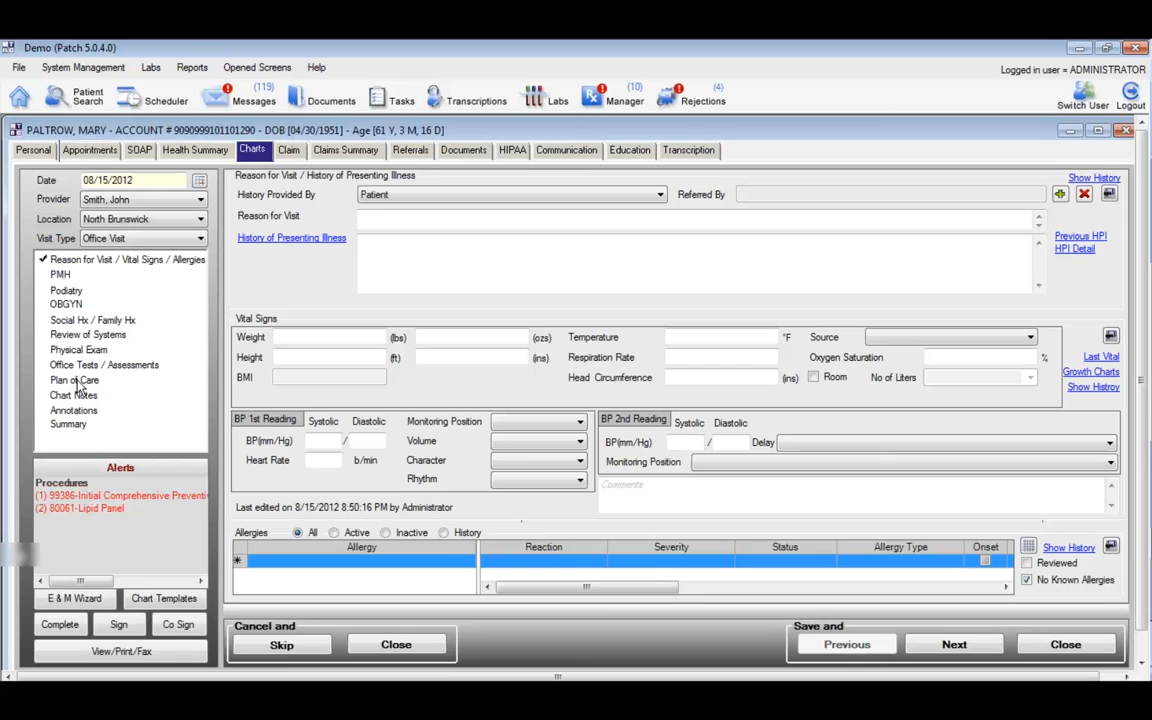 Demo (Patch 5.0.4.0)
File System Management Labs Reports Opened Screens Help
Logged in user = ADMINISTRATOR
Patient Search
Scheduler
Messages (119)
Documents
Tasks
Transcriptions
Labs
Manager (10)
Rejections (4)
Switch User
Logout
PALTROW, MARY - ACCOUNT # 9090999101101290 - DOB [04/30/1951] - Age [61 Y, 3 M, 16 D]
Personal Appointments SOAP Health Summary Charts Claim Claims Summary Referrals Documents HIPAA Communication Education Transcription
Date 08/15/2012
Provider Smith, John
Location North Brunswick
Visit Type Office Visit
Reason for Visit / Vital Signs / Allergies
PMH
Podiatry
OBGYN
Social Hx / Family Hx
Review of Systems
Physical Exam
Office Tests / Assessments
Plan of Care
Chart Notes
Annotations
Summary
Alerts
Procedures
(1) 99386-Initial Comprehensive Preventiv
(2) 80061-Lipid Panel
E & M Wizard Chart Templates
Complete Sign Co Sign
View/Print/Fax
Reason for Visit / History of Presenting Illness
Show History
History Provided By Patient Referred By
Reason for Visit
History of Presenting Illness
Previous HPI
HPI Detail
Vital Signs
Weight (lbs) (ozs) Temperature °F Source
Height (ft) (ins) Respiration Rate Oxygen Saturation % Last Vital
BMI Head Circumference (ins) Room No of Liters Growth Charts
Show Histroy
BP 1st Reading Systolic Diastolic Monitoring Position
BP(mm/Hg) / Volume
Heart Rate b/min Character
Rhythm
BP 2nd Reading Systolic Diastolic
BP(mm/Hg) / Delay
Monitoring Position
Comments
Last edited on 08/15/2012 8:50:16 PM by Administrator
Allergies All Active Inactive History
Allergy Reaction Severity Status Allergy Type Onset
Show History
Reviewed
No Known Allergies
Cancel and
Skip Close
Save and
Previous Next Close